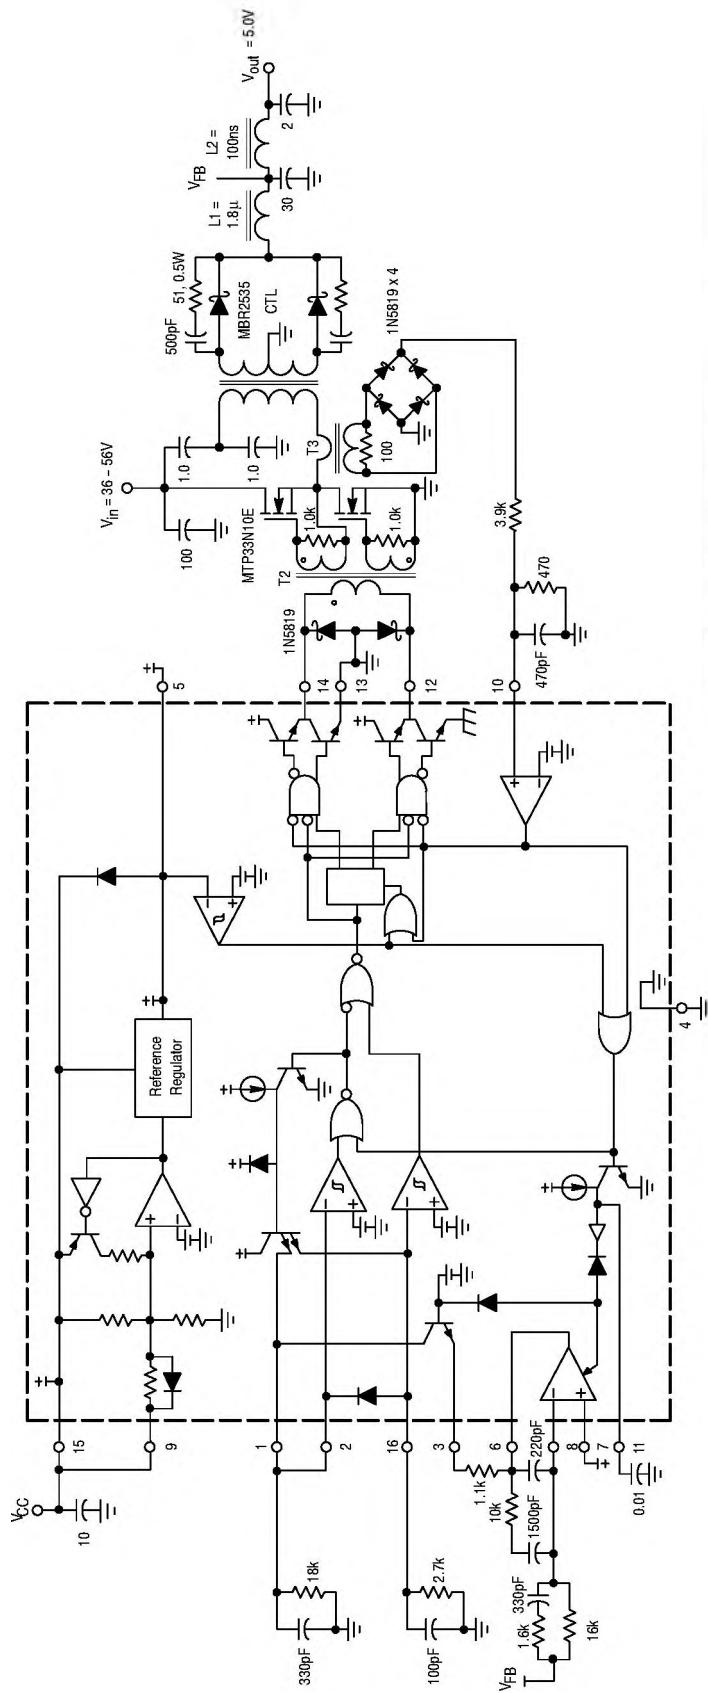 Vout = 5.0V
2
L2 =
100ns
VFB
30
L1 =
1.8µ
51, 0.5W
500pF
MBR2535
CTL
1N5819 x 4
100
T3
Vin = 36 – 56V
1.0
1.0
100
MTP33N10E
1.0k
1.0k
T2
1N5819
3.9k
470
470pF
5
14
13
12
10
+
–
–
+
Reference
Regulator
4
+
–
–
+
–
+
–
+
15
9
1
2
16
3
6
8
7
11
VCC
10
18k
330pF
2.7k
100pF
1.1k
10k
220pF
1500pF
0.01
330pF
1.6k
16k
VFB